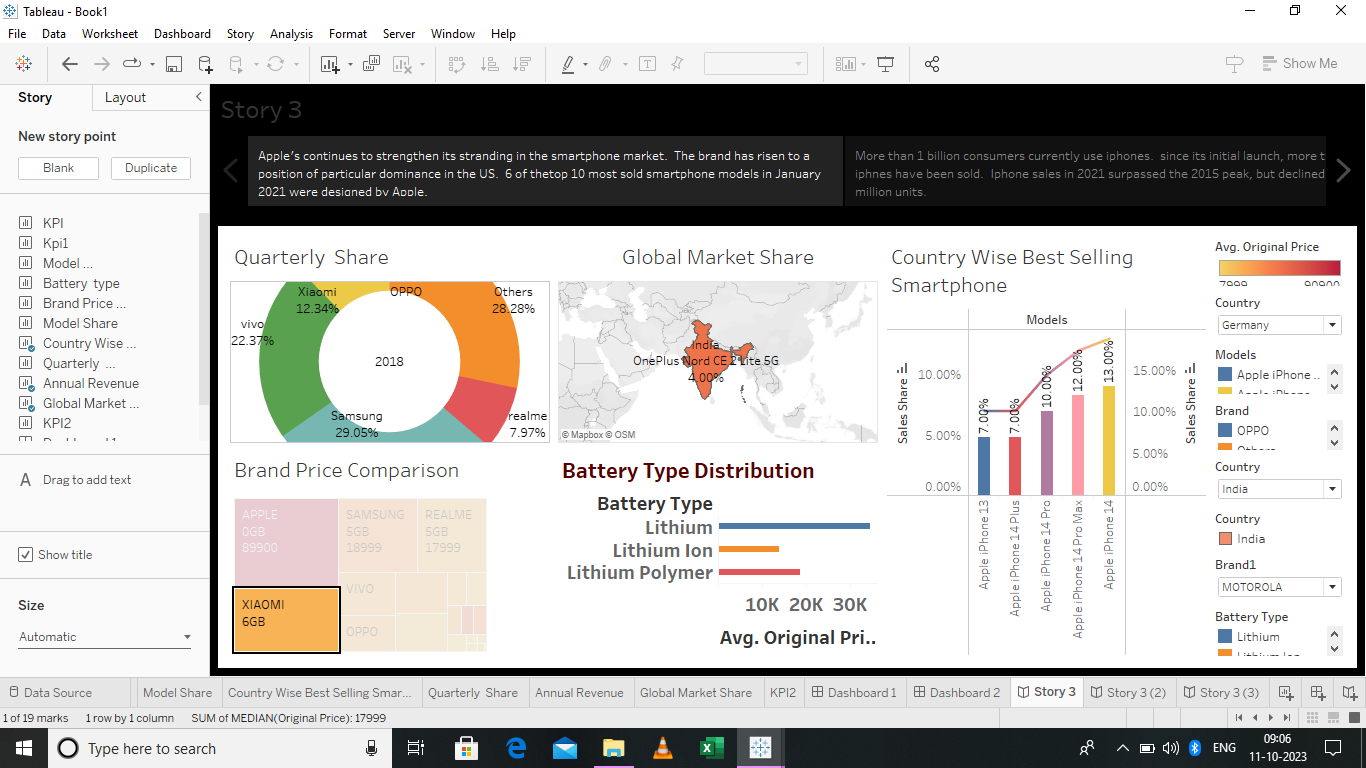 Tableau - Book1
File Data Worksheet Dashboard Story Analysis Format Server Window Help
Show Me
Story Layout
New story point
Blank Duplicate
KPI
Kpi1
Model ...
Battery type
Brand Price ...
Model Share
Country Wise ...
Quarterly ...
Annual Revenue
Global Market ...
KPI2
Drag to add text
Show title
Size
Automatic
Story 3
Apple's continues to strengthen its stranding in the smartphone market. The brand has risen to a
position of particular dominance in the US. 6 of thetop 10 most sold smartphone models in January
2021 were designed by Apple.
More than 1 billion consumers currently use iphones. since its initial launch, more t
iphnes have been sold. Iphone sales in 2021 surpassed the 2015 peak, but declined
million units.
Quarterly Share
Xiaomi
12.34%
OPPO
Others
28.28%
vivo
22.37%
2018
Samsung
29.05%
realme
7.97%
Global Market Share
India
OnePlus Nord CE 2 Lite 5G
4.00%
© Mapbox © OSM
Country Wise Best Selling
Smartphone
Models
Sales Share
10.00%
5.00%
0.00%
7.00%
7.00%
10.00%
12.00%
13.00%
15.00%
10.00%
5.00%
0.00%
Sales Share
Apple iPhone 13
Apple iPhone 14 Plus
Apple iPhone 14 Pro
Apple iPhone 14 Pro Max
Apple iPhone 14
Brand Price Comparison
APPLE
0GB
89900
SAMSUNG
5GB
18999
REALME
5GB
17999
VIVO
OPPO
XIAOMI
6GB
Battery Type Distribution
Battery Type
Lithium
Lithium Ion
Lithium Polymer
10K 20K 30K
Avg. Original Pri..
Avg. Original Price
7999 90900
Country
Germany
Models
Apple iPhone ..
Apple iPhone
Brand
OPPO
Others
Country
India
Country
India
Brand1
MOTOROLA
Battery Type
Lithium
Lithium Ion
Data Source Model Share Country Wise Best Selling Smar... Quarterly Share Annual Revenue Global Market Share KPI2 Dashboard 1 Dashboard 2 Story 3 Story 3 (2) Story 3 (3)
1 of 19 marks 1 row by 1 column SUM of MEDIAN(Original Price): 17999
Type here to search
ENG
09:06
11-10-2023